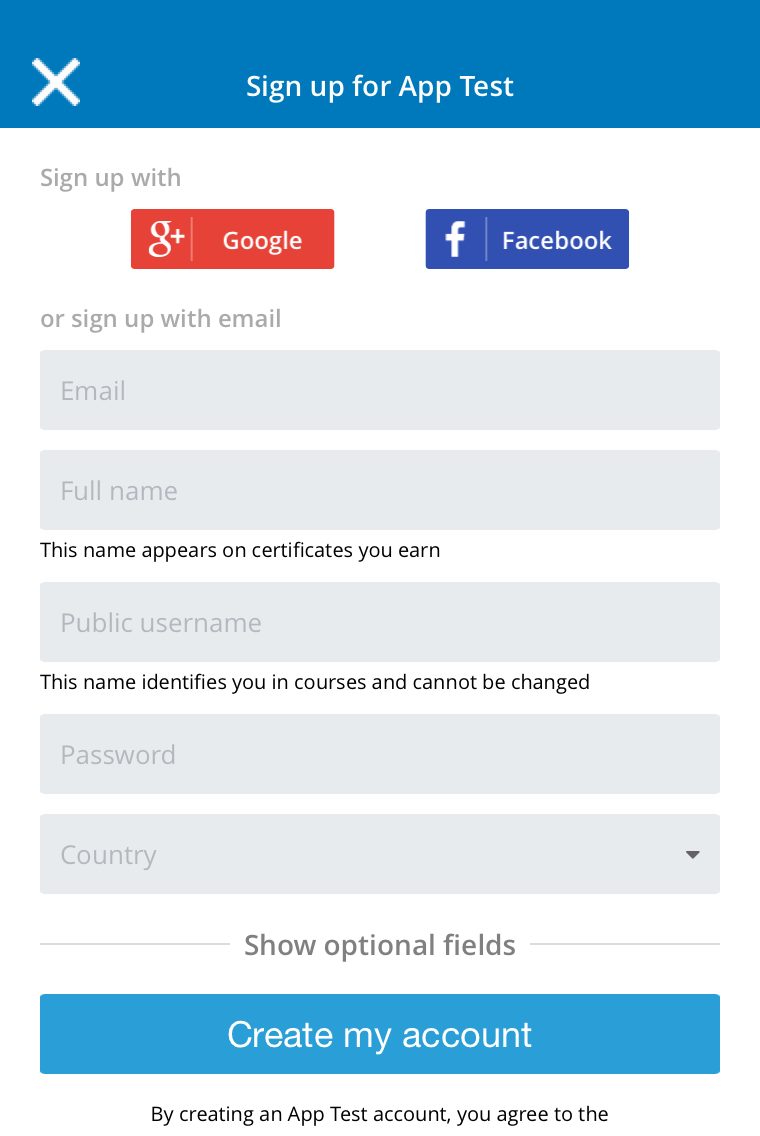 Sign up for App Test
Sign up with
g+ Google
f Facebook
or sign up with email
Email
Full name
This name appears on certificates you earn
Public username
This name identifies you in courses and cannot be changed
Password
Country
Show optional fields
Create my account
By creating an App Test account, you agree to the